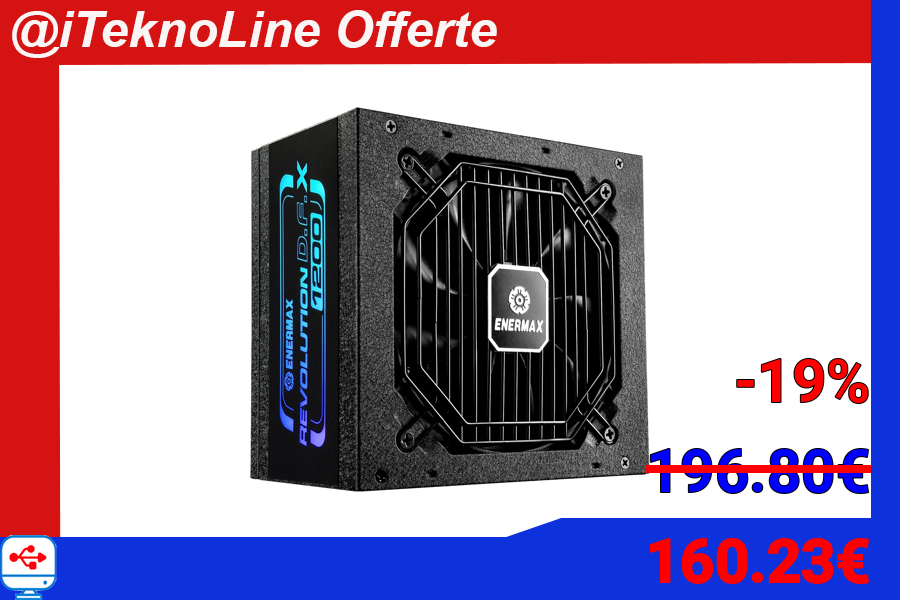 @iTeknoLine Offerte
ENERMAX
REVOLUTION D.F. X
1200
ENERMAX
-19%
196.80€
160.23€